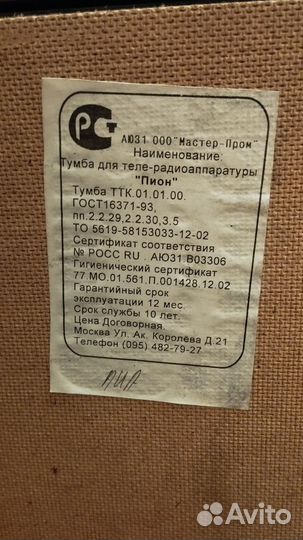 РСТ
АЮ31 ООО"Мастер-Пром"
Наименование:
Тумба для теле-радиоаппаратуры
"Пион"
Тумба ТТК.01.01.00.
ГОСТ16371-93,
пп.2.2.29,2.2.30,3.5
ТО 5619-58153033-12-02
Сертификат соответствия
№ РОСС RU . АЮ31.В03306
Гигиенический сертификат
77.МО.01.561.П.001428.12.02
Гарантийный срок
эксплуатации 12 мес.
Срок службы 10 лет.
Цена Договорная.
Москва Ул. Ак. Королёва Д.21
Телефон (095) 482-79-27
Avito